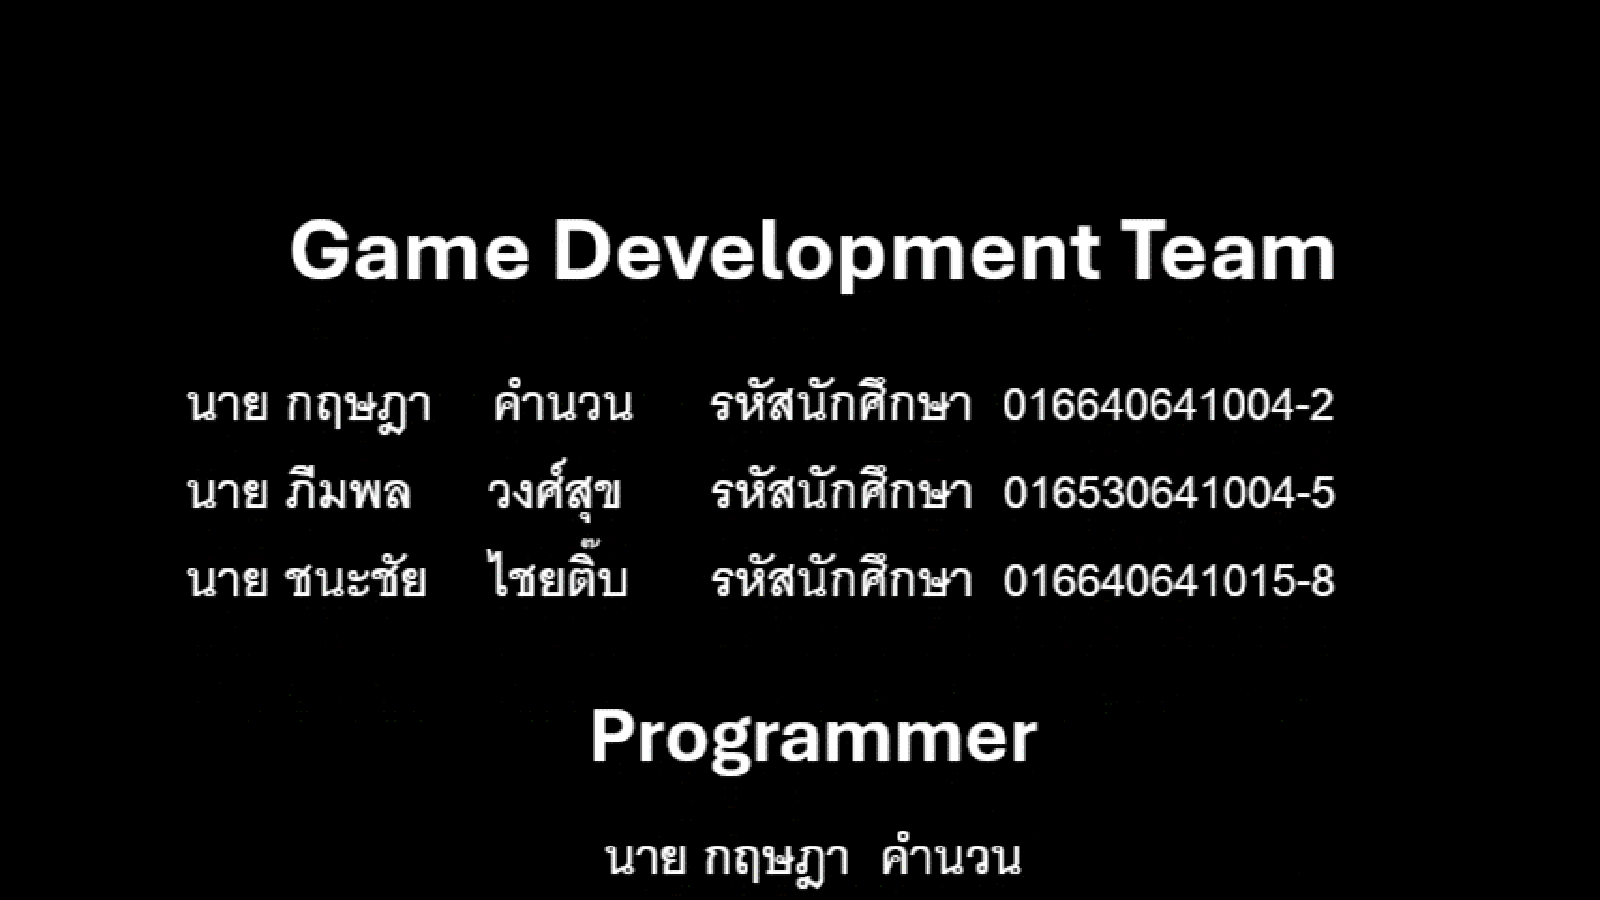 Game Development Team
นาย กฤษฎา คำนวน รหัสนักศึกษา 016640641004-2
นาย ภีมพล วงศ์สุข รหัสนักศึกษา 016530641004-5
นาย ชนะชัย ไชยติ๊บ รหัสนักศึกษา 016640641015-8
Programmer
นาย กฤษฎา คำนวน